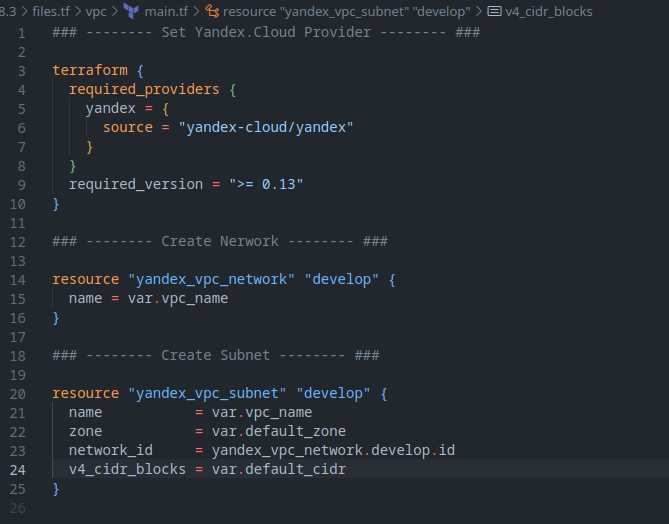 8.3 > files.tf > vpc > main.tf > resource "yandex_vpc_subnet" "develop" > v4_cidr_blocks
1 ### -------- Set Yandex.Cloud Provider -------- ###
2
3 terraform {
4   required_providers {
5     yandex = {
6       source = "yandex-cloud/yandex"
7     }
8   }
9   required_version = ">= 0.13"
10 }
11
12 ### -------- Create Nerwork -------- ###
13
14 resource "yandex_vpc_network" "develop" {
15   name = var.vpc_name
16 }
17
18 ### -------- Create Subnet -------- ###
19
20 resource "yandex_vpc_subnet" "develop" {
21   name           = var.vpc_name
22   zone           = var.default_zone
23   network_id     = yandex_vpc_network.develop.id
24   v4_cidr_blocks = var.default_cidr
25 }
26